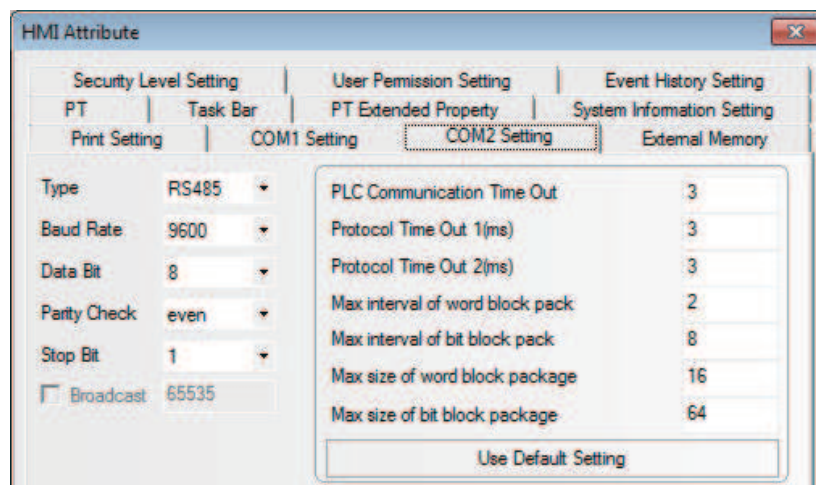 HMI Attribute
Security Level Setting User Permission Setting Event History Setting
PT Task Bar PT Extended Property System Information Setting
Print Setting COM1 Setting COM2 Setting External Memory
Type RS485
Baud Rate 9600
Data Bit 8
Parity Check even
Stop Bit 1
Broadcast 65535
PLC Communication Time Out 3
Protocol Time Out 1(ms) 3
Protocol Time Out 2(ms) 3
Max interval of word block pack 2
Max interval of bit block pack 8
Max size of word block package 16
Max size of bit block package 64
Use Default Setting